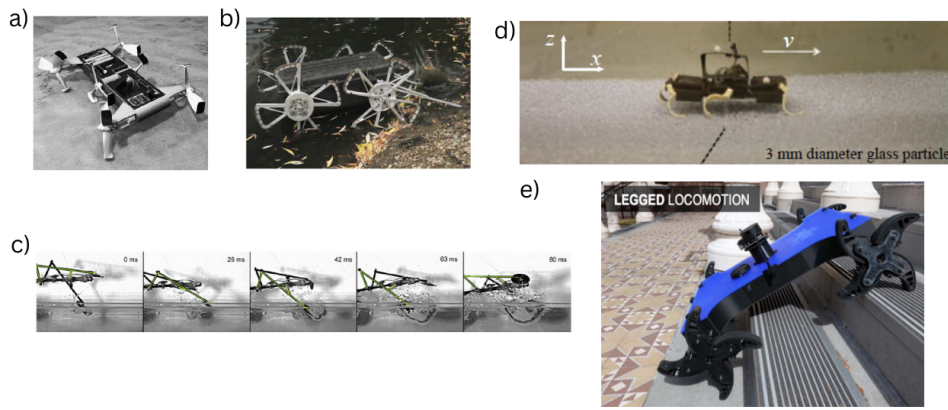 a)
b)
d)
z
x
v
3 mm diameter glass particle
e)
LEGGED LOCOMOTION
c)
0 ms
25 ms
42 ms
63 ms
80 ms